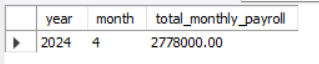 year month total_monthly_payroll
2024 4 2778000.00